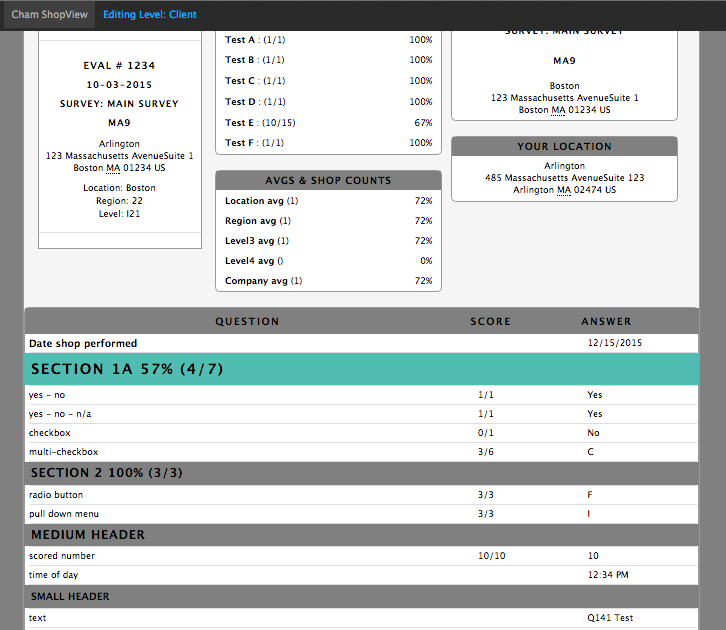 Cham ShopView Editing Level: Client
EVAL # 1234
10-03-2015
SURVEY: MAIN SURVEY
MA9
Arlington
123 Massachusetts AvenueSuite 1
Boston MA 01234 US
Location: Boston
Region: 22
Level: I21
Test A : (1/1) 100%
Test B : (1/1) 100%
Test C : (1/1) 100%
Test D : (1/1) 100%
Test E : (10/15) 67%
Test F : (1/1) 100%
AVGS & SHOP COUNTS
Location avg (1) 72%
Region avg (1) 72%
Level3 avg (1) 72%
Level4 avg () 0%
Company avg (1) 72%
SURVEY: MAIN SURVEY
MA9
Boston
123 Massachusetts AvenueSuite 1
Boston MA 01234 US
YOUR LOCATION
Arlington
485 Massachusetts AvenueSuite 123
Arlington MA 02474 US
QUESTION SCORE ANSWER
Date shop performed 12/15/2015
SECTION 1A 57% (4/7)
yes - no 1/1 Yes
yes - no - n/a 1/1 Yes
checkbox 0/1 No
multi-checkbox 3/6 C
SECTION 2 100% (3/3)
radio button 3/3 F
pull down menu 3/3 I
MEDIUM HEADER
scored number 10/10 10
time of day 12:34 PM
SMALL HEADER
text Q141 Test